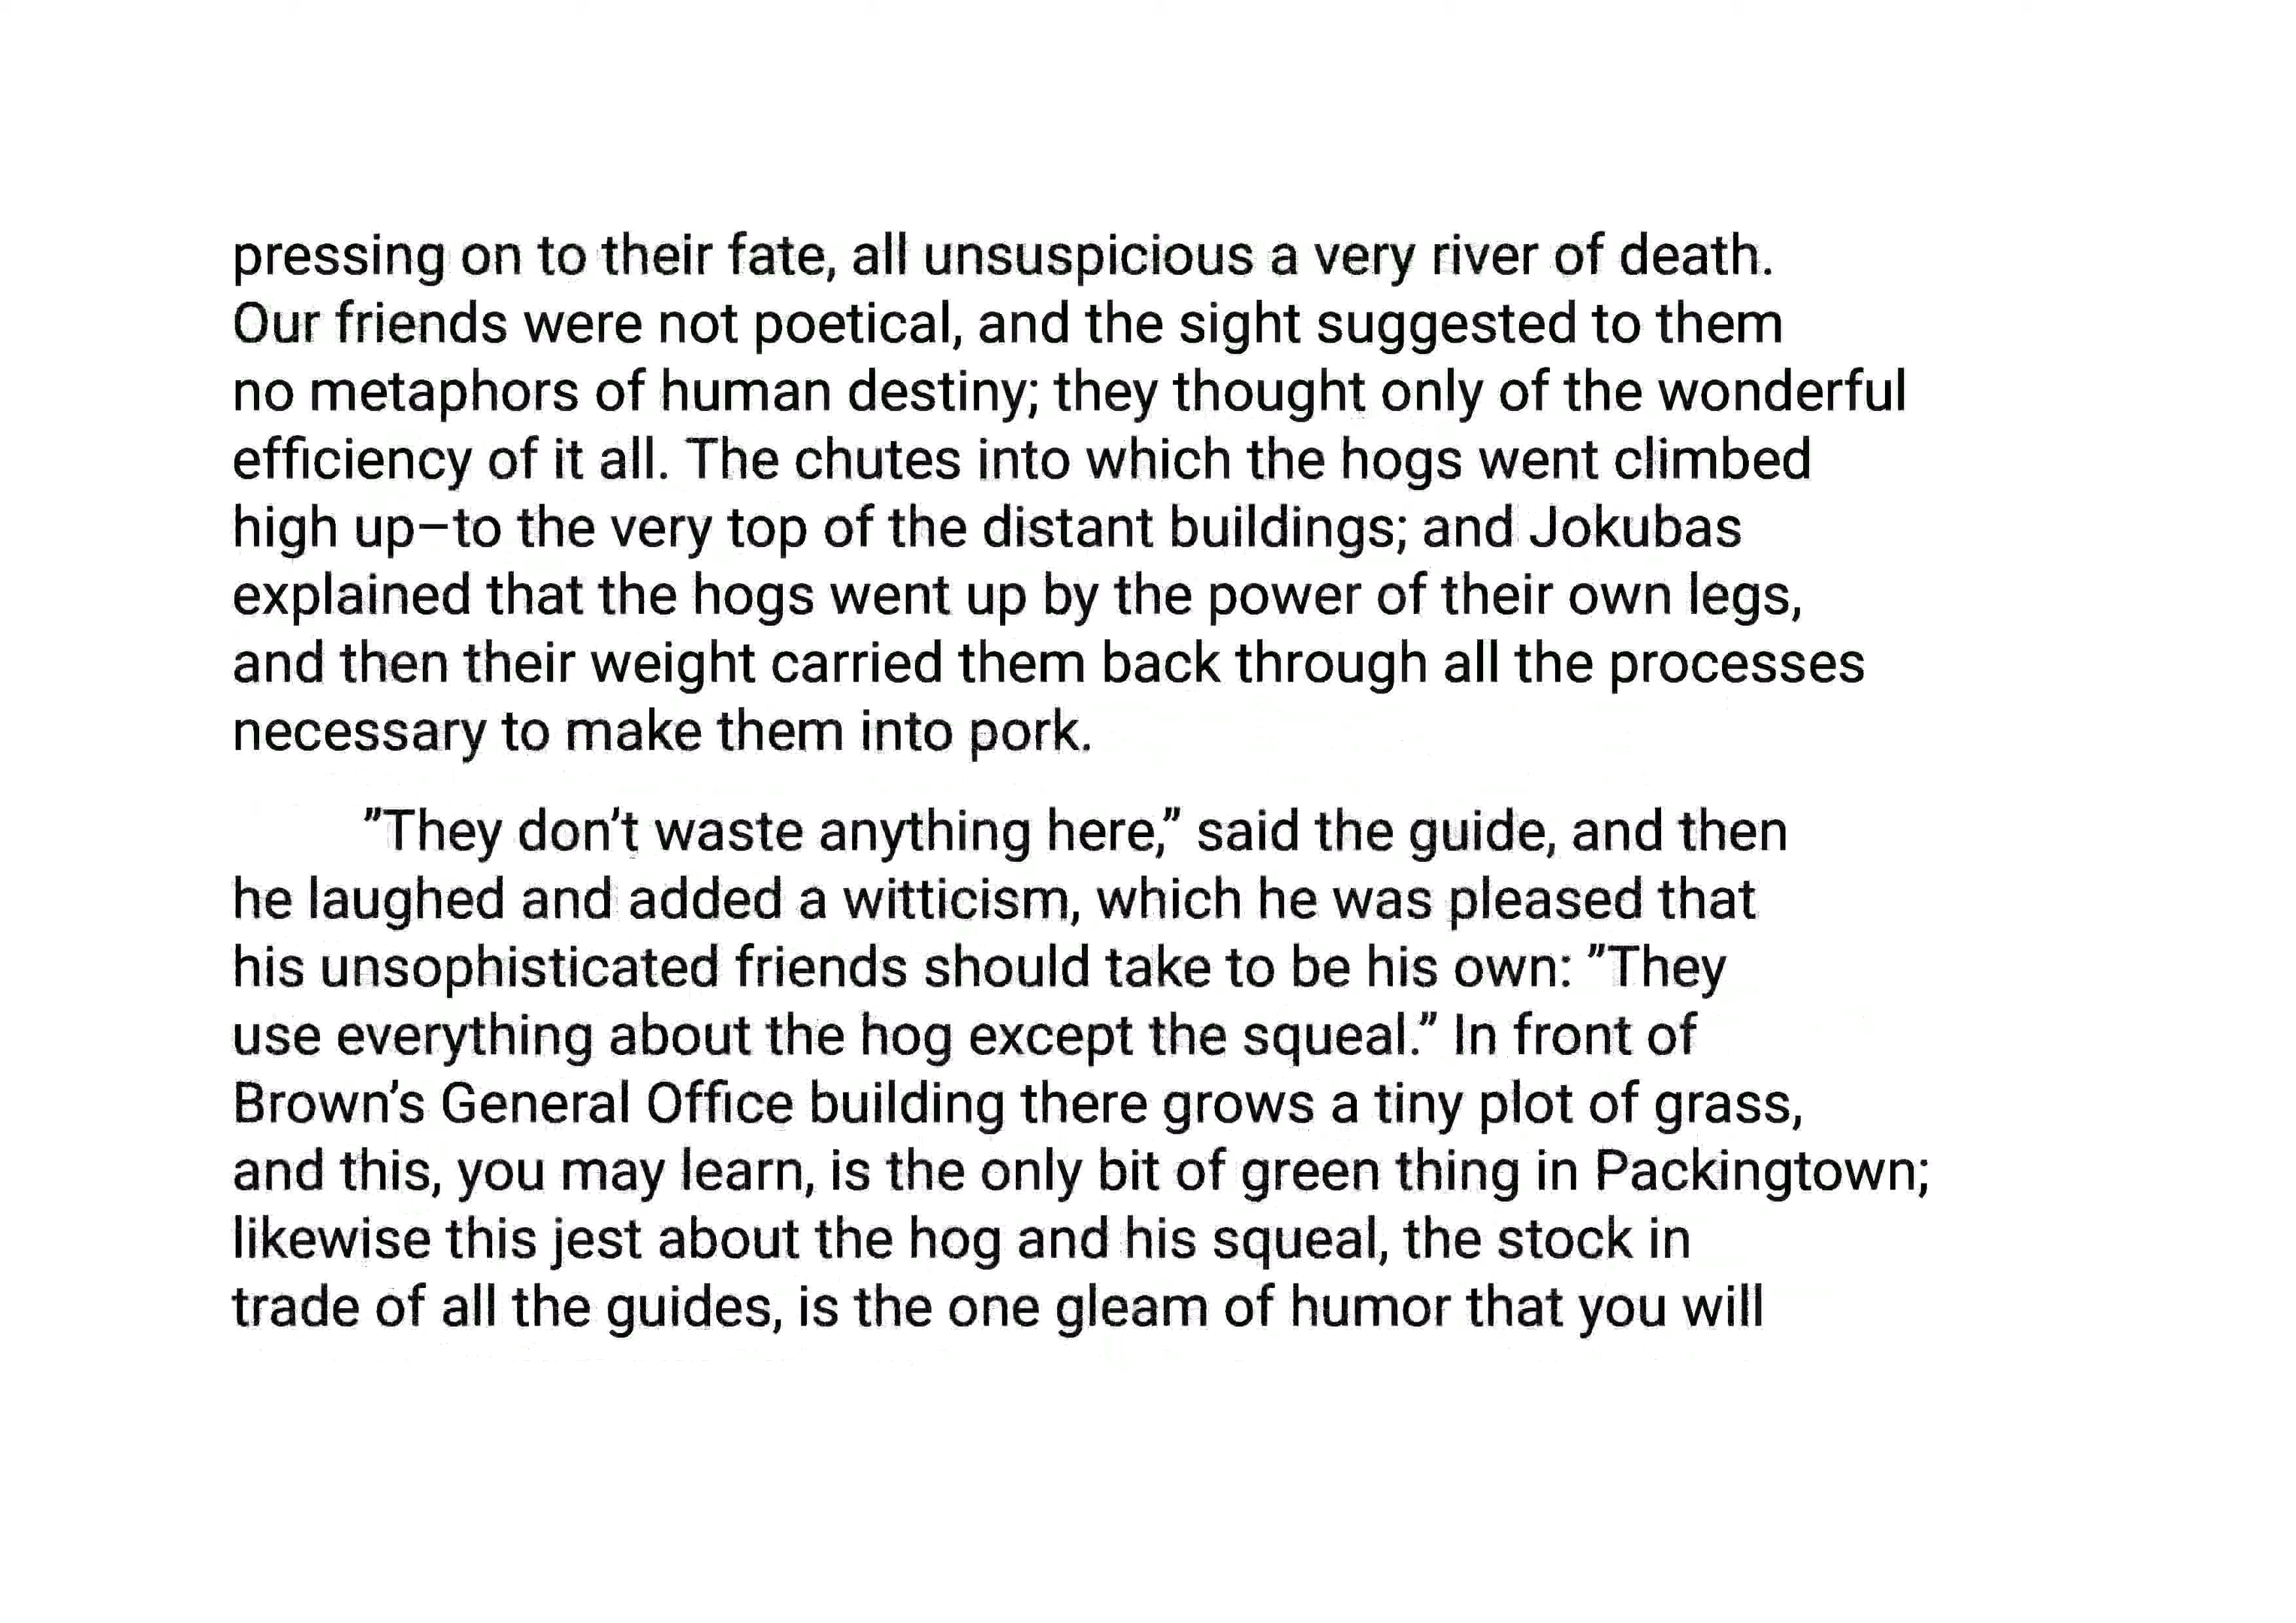 pressing on to their fate, all unsuspicious a very river of death.
Our friends were not poetical, and the sight suggested to them
no metaphors of human destiny; they thought only of the wonderful
efficiency of it all. The chutes into which the hogs went climbed
high up–to the very top of the distant buildings; and Jokubas
explained that the hogs went up by the power of their own legs,
and then their weight carried them back through all the processes
necessary to make them into pork.
”They don’t waste anything here,” said the guide, and then
he laughed and added a witticism, which he was pleased that
his unsophisticated friends should take to be his own: ”They
use everything about the hog except the squeal.” In front of
Brown’s General Office building there grows a tiny plot of grass,
and this, you may learn, is the only bit of green thing in Packingtown;
likewise this jest about the hog and his squeal, the stock in
trade of all the guides, is the one gleam of humor that you will